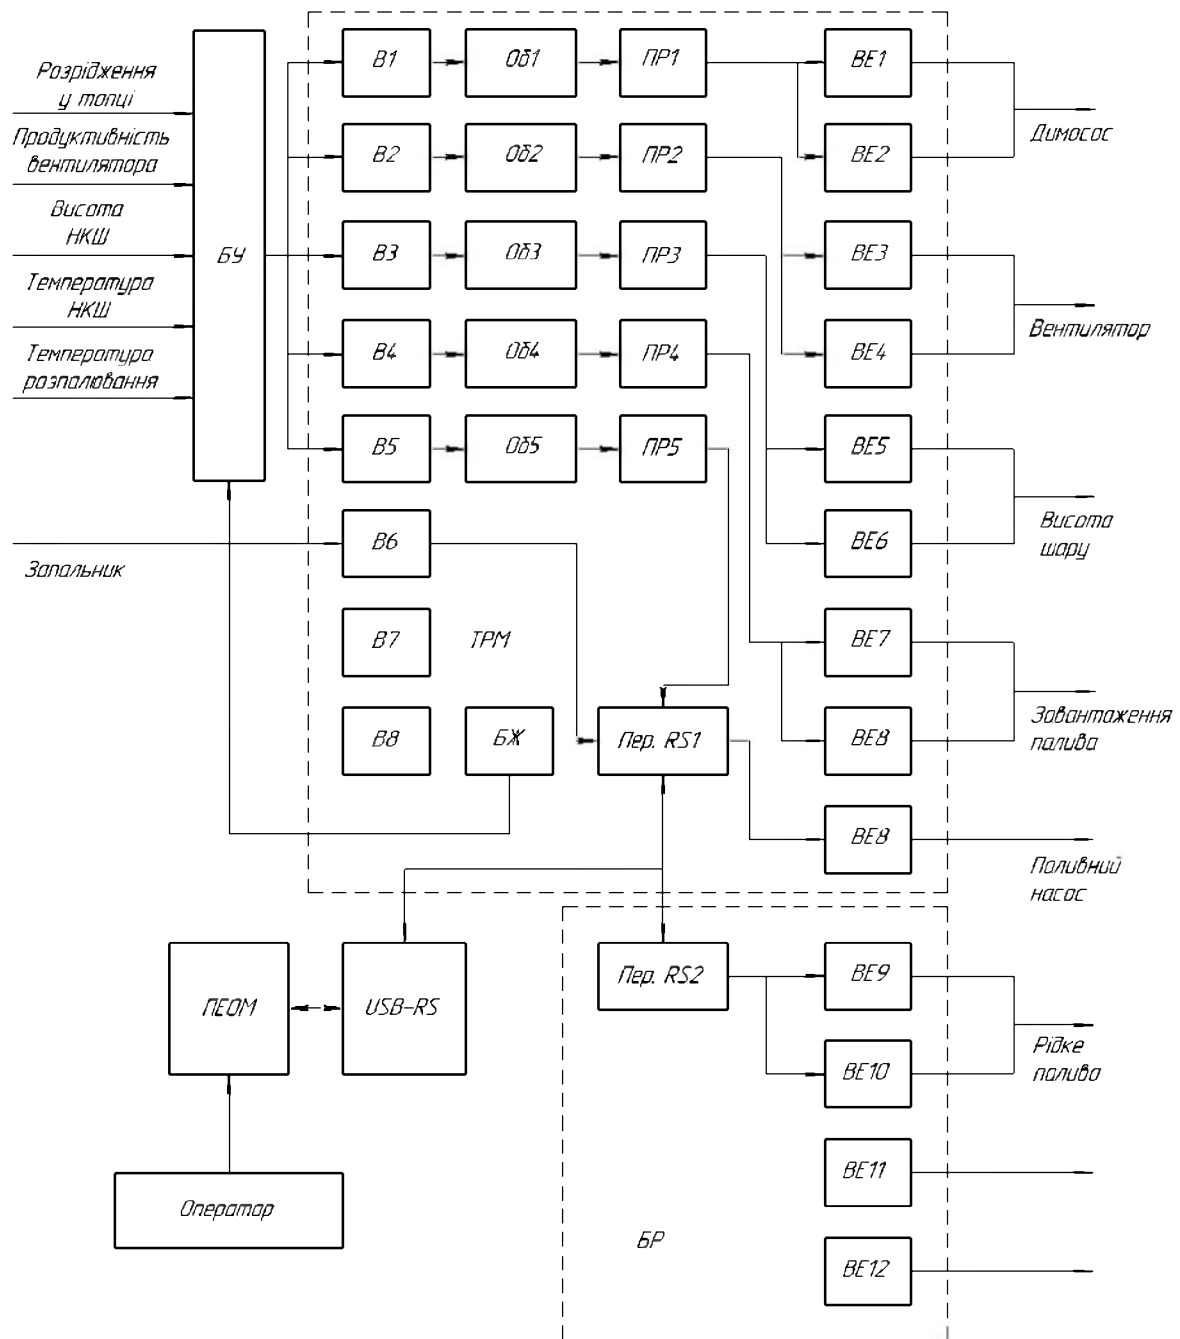 Розрідження
у топці
Продуктивність
вентилятора
Висота
НКШ
Температура
НКШ
Температура
розпалювання
Запальник
БУ
В1
Об1
ПР1
ВЕ1
В2
Об2
ПР2
ВЕ2
Димосос
В3
Об3
ПР3
ВЕ3
В4
Об4
ПР4
ВЕ4
Вентилятор
В5
Об5
ПР5
ВЕ5
В6
ВЕ6
Висота
шару
В7
ТРМ
ВЕ7
В8
БЖ
Пер. RS1
ВЕ8
Завантаження
палива
ВЕ8
Паливний
насос
ПЕОМ
USB-RS
Пер. RS2
ВЕ9
ВЕ10
Рідке
палива
ВЕ11
Оператор
БР
ВЕ12